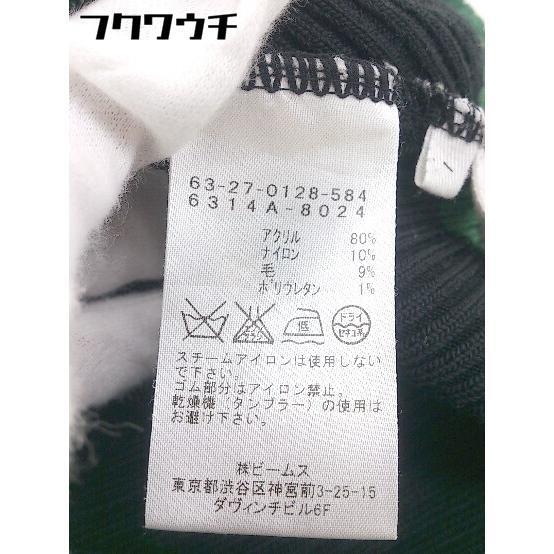 フクワウチ
63-27-0128-584
6314A-8024
アクリル 80%
ナイロン 10%
毛 9%
ポリウレタン 1%
低
ドライ
セキユ系
スチームアイロンは使用しない
で下さい。
ゴム部分はアイロン禁止。
乾燥機（タンブラー）の使用は
お避け下さい。
株)ビームス
東京都渋谷区神宮前3-25-15
ダヴィンチビル6F